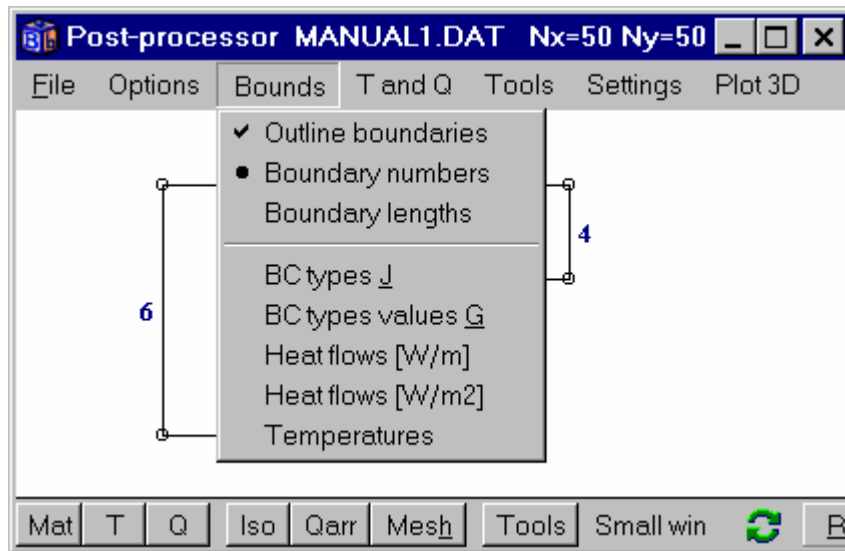 Post-processor MANUAL1.DAT Nx=50 Ny=50
File Options Bounds T and Q Tools Settings Plot 3D
Outline boundaries
Boundary numbers
Boundary lengths
4
BC types J
6
BC types values G
Heat flows [W/m]
Heat flows [W/m2]
Temperatures
Mat T Q Iso Qarr Mesh Tools Small win